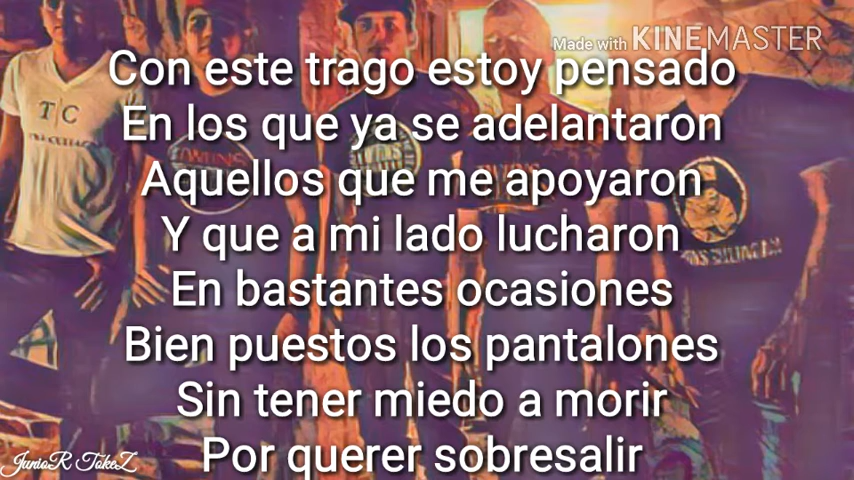 Made with KINEMASTER
Con este trago estoy pensado
En los que ya se adelantaron
Aquellos que me apoyaron
Y que a mi lado lucharon
En bastantes ocasiones
Bien puestos los pantalones
Sin tener miedo a morir
Por querer sobresalir
JunioR TokeZ
T C